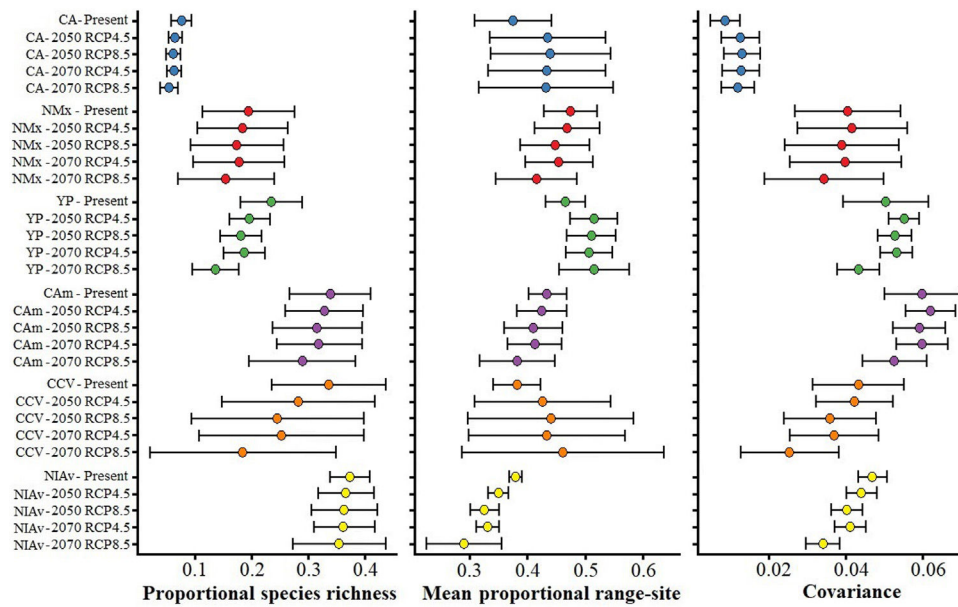 CA- Present
CA- 2050 RCP4.5
CA- 2050 RCP8.5
CA- 2070 RCP4.5
CA- 2070 RCP8.5
NMx - Present
NMx - 2050 RCP4.5
NMx - 2050 RCP8.5
NMx - 2070 RCP4.5
NMx - 2070 RCP8.5
YP - Present
YP - 2050 RCP4.5
YP - 2050 RCP8.5
YP - 2070 RCP4.5
YP - 2070 RCP8.5
CAm - Present
CAm - 2050 RCP4.5
CAm - 2050 RCP8.5
CAm - 2070 RCP4.5
CAm - 2070 RCP8.5
CCV - Present
CCV - 2050 RCP4.5
CCV - 2050 RCP8.5
CCV - 2070 RCP4.5
CCV - 2070 RCP8.5
NIAv - Present
NIAv - 2050 RCP4.5
NIAv - 2050 RCP8.5
NIAv - 2070 RCP4.5
NIAv - 2070 RCP8.5
0.1 0.2 0.3 0.4
Proportional species richness
0.3 0.4 0.5 0.6
Mean proportional range-site
0.02 0.04 0.06
Covariance